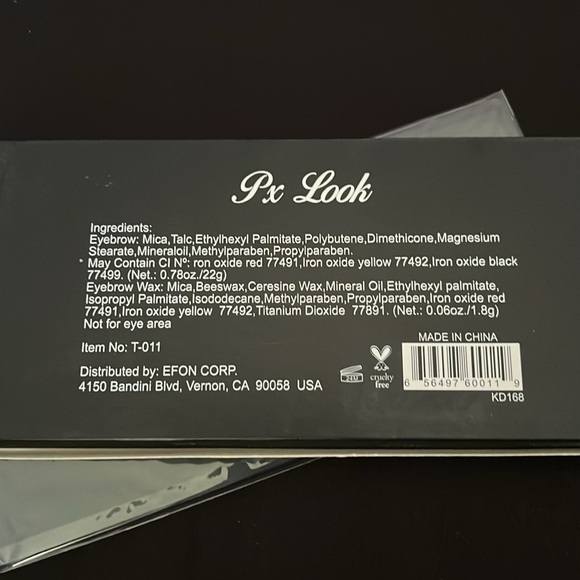 Px Look
Ingredients:
Eyebrow: Mica,Talc,Ethylhexyl Palmitate,Polybutene,Dimethicone,Magnesium
Stearate,Mineraloil,Methylparaben,Propylparaben.
* May Contain CI Nº: ron oxide red 77491,Iron oxide yellow 77492,Iron oxide black
77499. (Net.: 0.78oz./22g)
Eyebrow Wax: Mica,Beeswax,Ceresine Wax,Mineral Oil,Ethylhexyl palmitate,
Isopropyl Palmitate,Isododecane,Methylparaben,Propylparaben,Iron oxide red
77491,Iron oxide yellow 77492,Titanium Dioxide 77891. (Net.: 0.06oz./1.8g)
Not for eye area
Item No: T-011
MADE IN CHINA
Distributed by: EFON CORP.
4150 Bandini Blvd, Vernon, CA 90058 USA
24M
cruelty
free
6 56497 60011 9
KD168